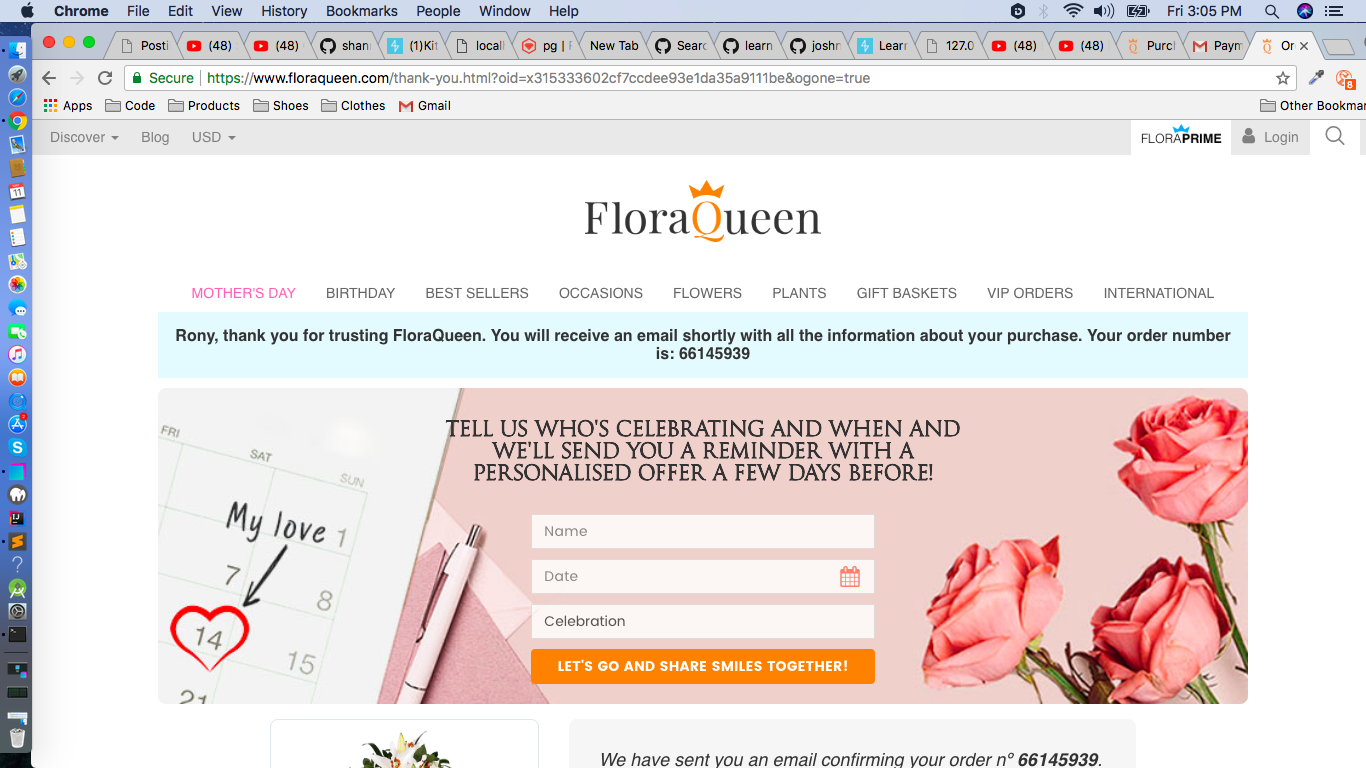 Chrome File Edit View History Bookmarks People Window Help Fri 3:05 PM
Posti (48) (48) shan (1)Kit locall pg | F New Tab Sear learn joshn Learn 127.0 (48) (48) Purcl Paym Or
Secure https://www.floraqueen.com/thank-you.html?oid=x315333602cf7ccdee93e1da35a9111be&ogone=true
8
Apps Code Products Shoes Clothes Gmail Other Bookmar
Discover Blog USD FLORAPRIME Login
FloraQueen
MOTHER'S DAY BIRTHDAY BEST SELLERS OCCASIONS FLOWERS PLANTS GIFT BASKETS VIP ORDERS INTERNATIONAL
Rony, thank you for trusting FloraQueen. You will receive an email shortly with all the information about your purchase. Your order number
is: 66145939
TELL US WHO'S CELEBRATING AND WHEN AND
WE'LL SEND YOU A REMINDER WITH A
PERSONALISED OFFER A FEW DAYS BEFORE!
FRI SAT SUN
My love 1
7 8
14 15
21
Name
Date
Celebration
LET'S GO AND SHARE SMILES TOGETHER!
We have sent you an email confirming your order nº 66145939.